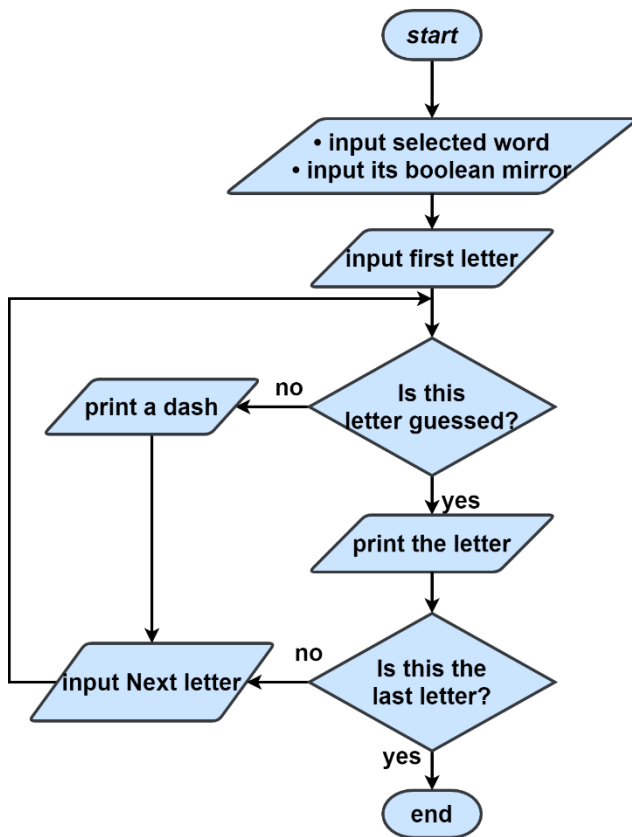 start
• input selected word
• input its boolean mirror
input first letter
Is this
letter guessed?
no
print a dash
yes
print the letter
Is this the
last letter?
no
input Next letter
yes
end